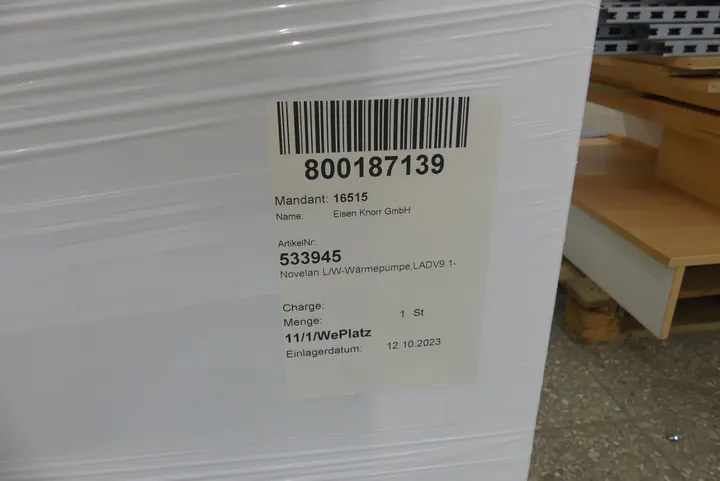 800187139
Mandant: 16515
Name: Eisen Knorr GmbH
ArtikelNr:
533945
Novelan L/W-Wärmepumpe,LADV9.1-
Charge:
Menge: 1 St
11/1/WePlatz
Einlagerdatum: 12.10.2023